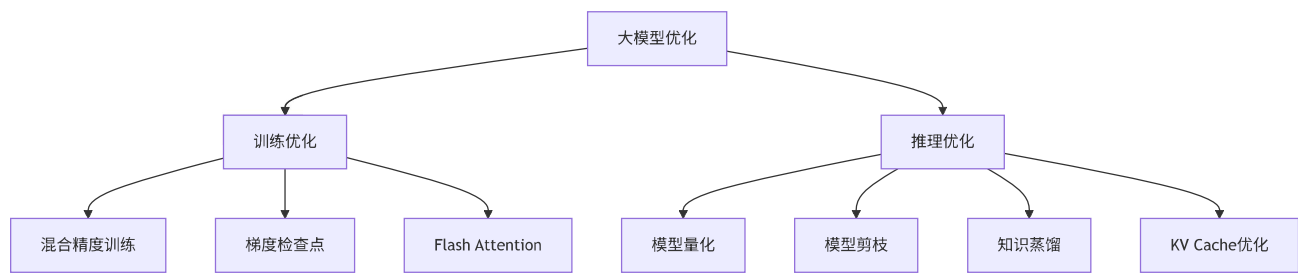 大模型优化
训练优化
推理优化
混合精度训练
梯度检查点
Flash Attention
模型量化
模型剪枝
知识蒸馏
KV Cache优化